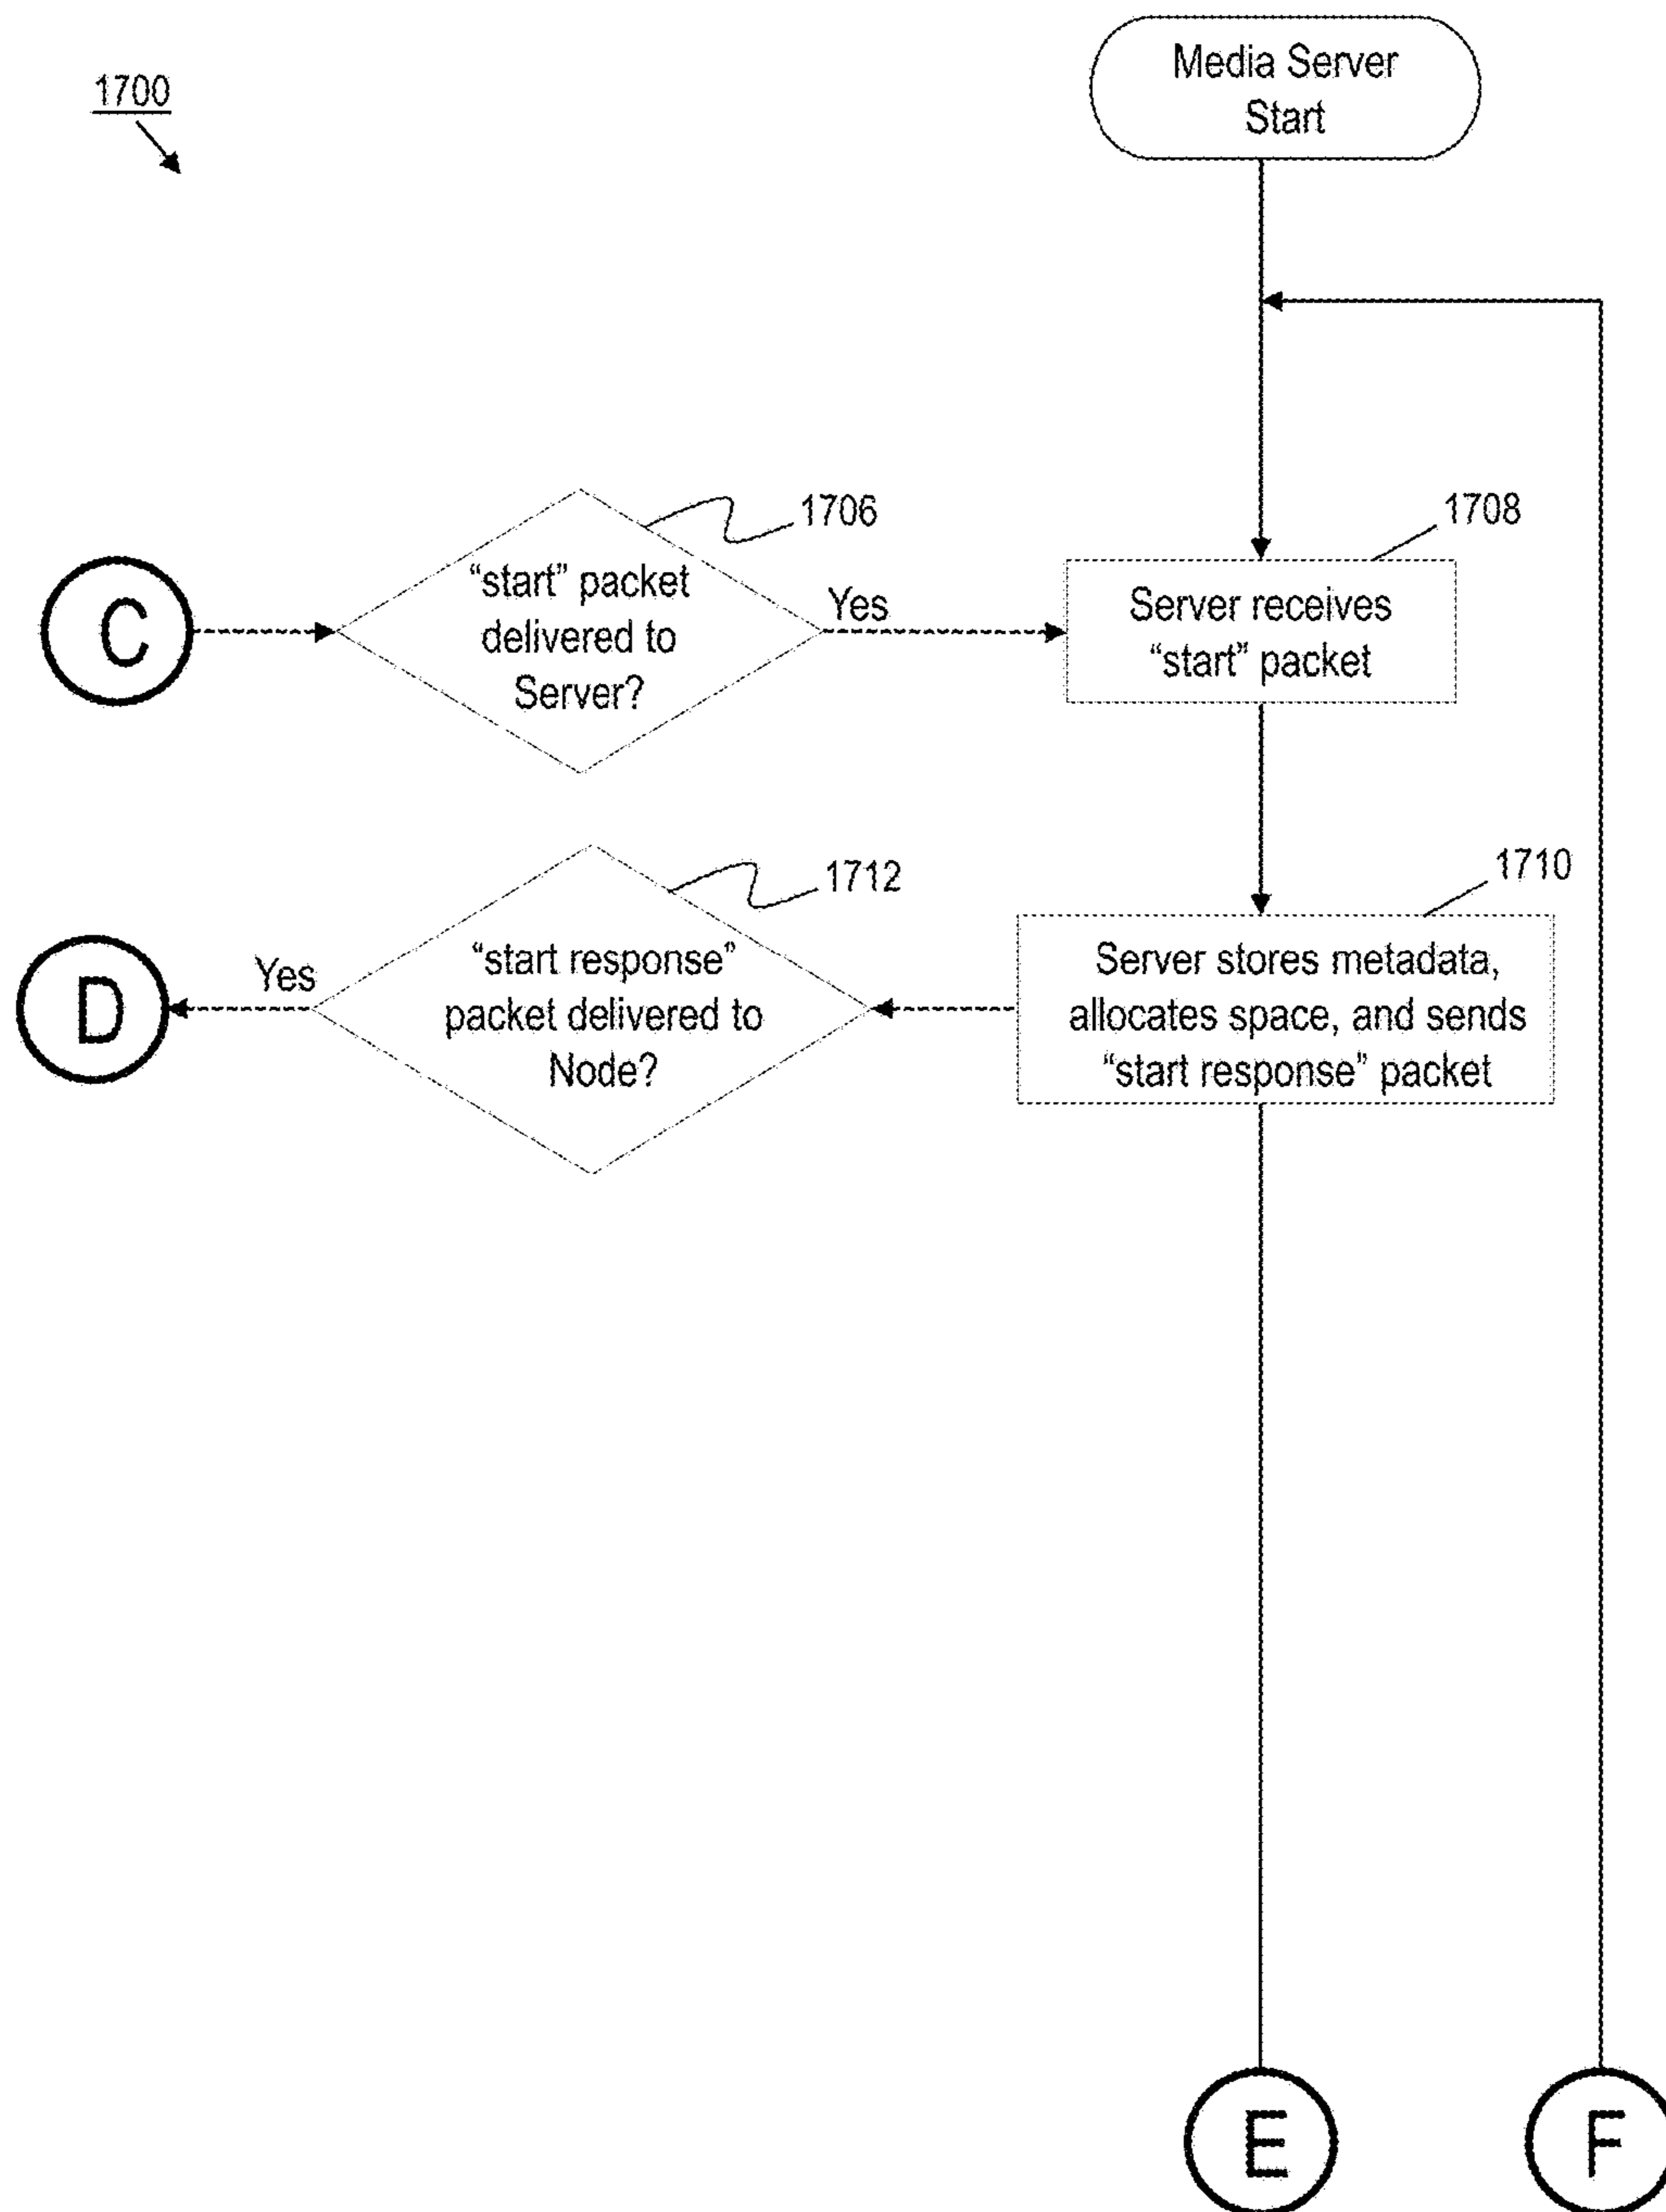 Media Server
Start
1700
1706
1708
C
“start” packet
delivered to
Server?
Yes
Server receives
“start” packet
1712
1710
D
Yes
“start response”
packet delivered to
Node?
Server stores metadata,
allocates space, and sends
“start response” packet
E
F